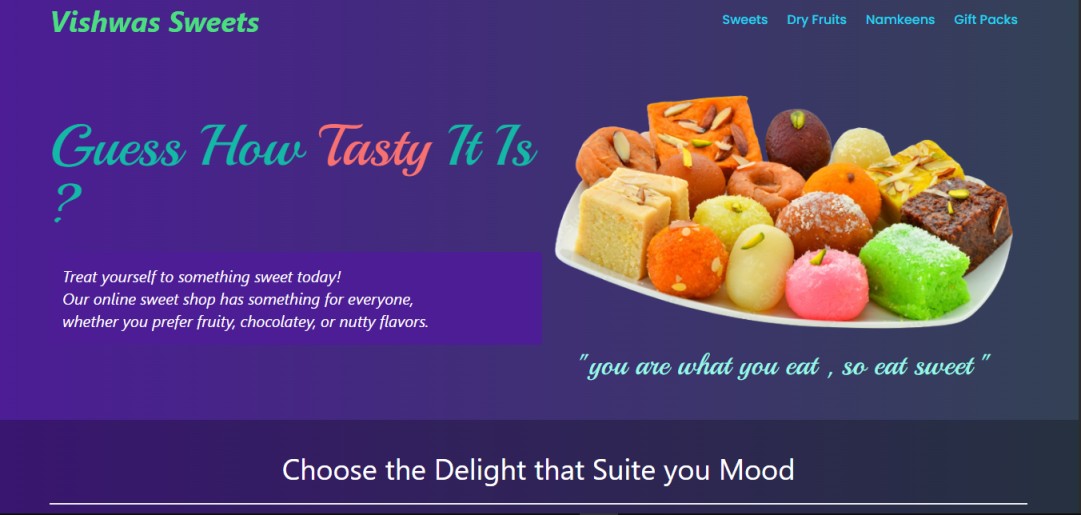 Vishwas Sweets
Sweets Dry Fruits Namkeens Gift Packs
Guess How Tasty It Is
?
Treat yourself to something sweet today!
Our online sweet shop has something for everyone,
whether you prefer fruity, chocolatey, or nutty flavors.
"you are what you eat , so eat sweet "
Choose the Delight that Suite you Mood